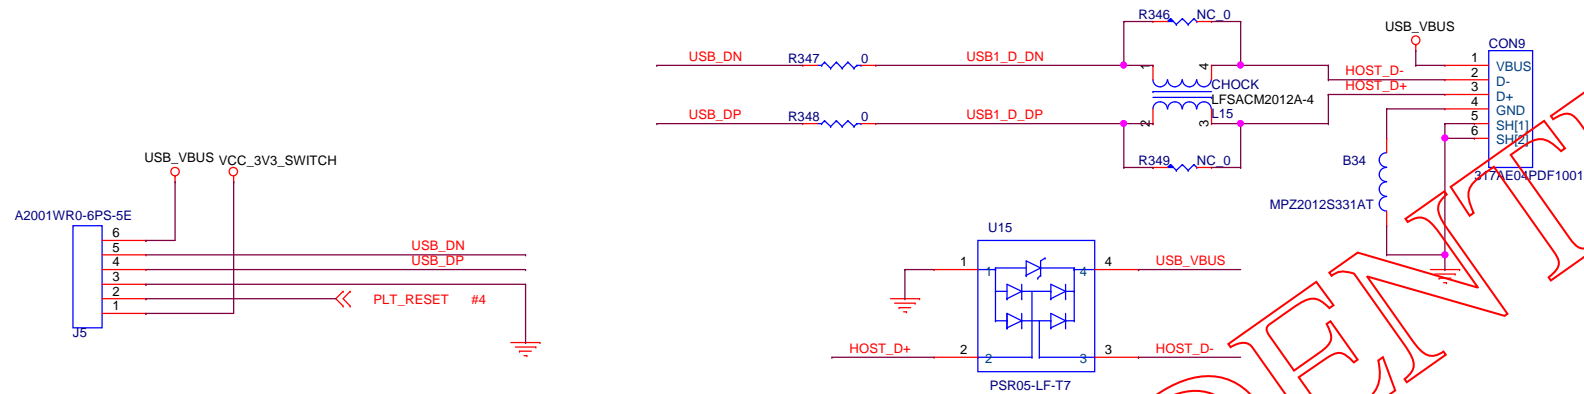 R346 NC_0
USB_VBUS
CON9
USB_DN R347 0 USB1_D_DN
1 4
HOST_D-
HOST_D+
CHOCK
LFSACM2012A-4
L15
1 VBUS
2 D-
3 D+
4 GND
5 SH[1]
6 SH[2]
USB_DP R348 0 USB1_D_DP
2 3
R349 NC_0
B34
317AE04PDF1001
MPZ2012S331AT
USB_VBUS VCC_3V3_SWITCH
A2001WR0-6PS-5E
6
5 USB_DN
4 USB_DP
3
2 PLT_RESET #4
1
J5
U15
1 1 4 4 USB_VBUS
HOST_D+ 2 2 3 3 HOST_D-
PSR05-LF-T7